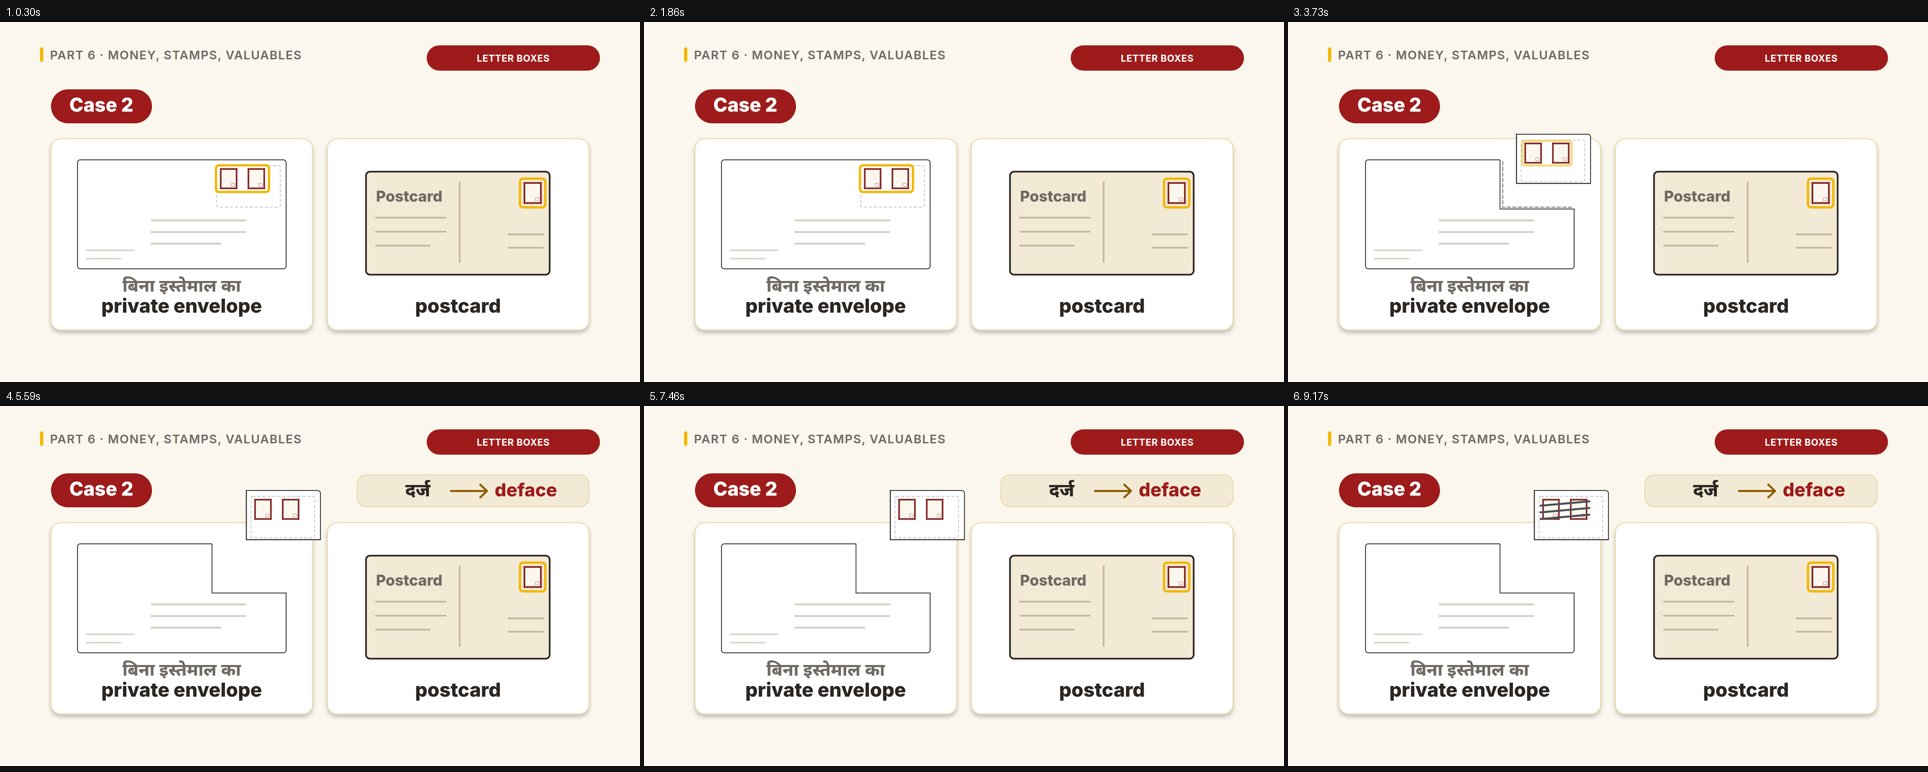 1. 0.30s
PART 6 · MONEY, STAMPS, VALUABLES
LETTER BOXES
Case 2
Postcard
बिना इस्तेमाल का
private envelope
postcard
2. 1.86s
PART 6 · MONEY, STAMPS, VALUABLES
LETTER BOXES
Case 2
Postcard
बिना इस्तेमाल का
private envelope
postcard
3. 3.73s
PART 6 · MONEY, STAMPS, VALUABLES
LETTER BOXES
Case 2
Postcard
बिना इस्तेमाल का
private envelope
postcard
4. 5.59s
PART 6 · MONEY, STAMPS, VALUABLES
LETTER BOXES
Case 2
दर्ज → deface
Postcard
बिना इस्तेमाल का
private envelope
postcard
5. 7.46s
PART 6 · MONEY, STAMPS, VALUABLES
LETTER BOXES
Case 2
दर्ज → deface
Postcard
बिना इस्तेमाल का
private envelope
postcard
6. 9.17s
PART 6 · MONEY, STAMPS, VALUABLES
LETTER BOXES
Case 2
दर्ज → deface
Postcard
बिना इस्तेमाल का
private envelope
postcard